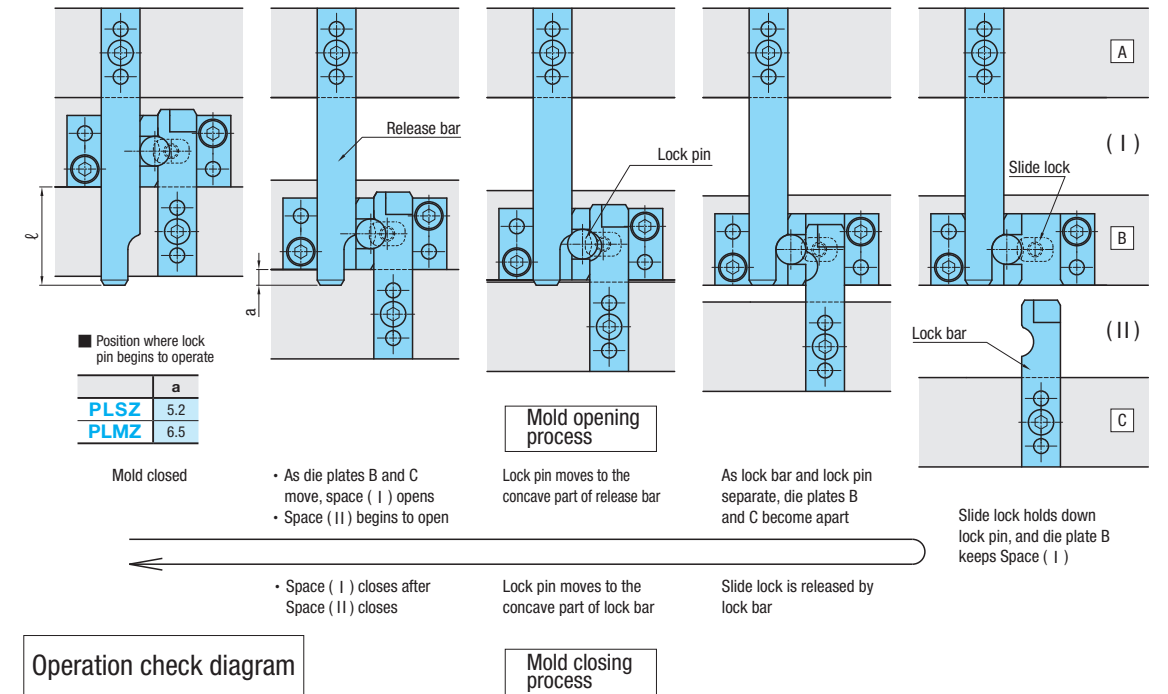 A
( I )
Release bar
Lock pin
Slide lock
B
ℓ
a
Lock bar
( II )
C
■ Position where lock
pin begins to operate
a
PLSZ 5.2
PLMZ 6.5
Mold opening
process
Mold closed
・As die plates B and C
move, space ( I ) opens
・Space ( II ) begins to open
Lock pin moves to the
concave part of release bar
As lock bar and lock pin
separate, die plates B
and C become apart
Slide lock holds down
lock pin, and die plate B
keeps Space ( I )
・Space ( I ) closes after
Space ( II ) closes
Lock pin moves to the
concave part of lock bar
Slide lock is released by
lock bar
Operation check diagram
Mold closing
process